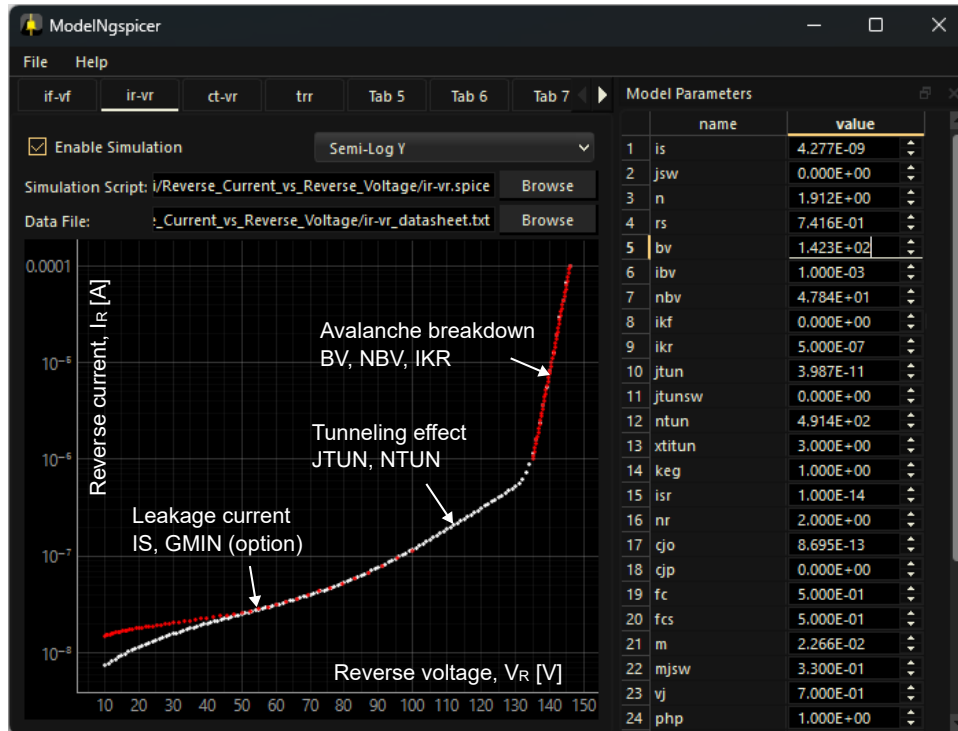 ModelNgspicer
File Help
if-vf ir-vr ct-vr trr Tab 5 Tab 6 Tab 7
Enable Simulation Semi-Log Y
Simulation Script: i/Reverse_Current_vs_Reverse_Voltage/ir-vr.spice Browse
Data File: e_Current_vs_Reverse_Voltage/ir-vr_datasheet.txt Browse
0.0001
10⁻⁵
10⁻⁶
10⁻⁷
10⁻⁸
Reverse current, IR [A]
Avalanche breakdown
BV, NBV, IKR
Tunneling effect
JTUN, NTUN
Leakage current
IS, GMIN (option)
Reverse voltage, VR [V]
10 20 30 40 50 60 70 80 90 100 110 120 130 140 150
Model Parameters
name value
1 is 4.277E-09
2 jsw 0.000E+00
3 n 1.912E+00
4 rs 7.416E-01
5 bv 1.423E+02
6 ibv 1.000E-03
7 nbv 4.784E+01
8 ikf 0.000E+00
9 ikr 5.000E-07
10 jtun 3.987E-11
11 jtunsw 0.000E+00
12 ntun 4.914E+02
13 xtitun 3.000E+00
14 keg 1.000E+00
15 isr 1.000E-14
16 nr 2.000E+00
17 cjo 8.695E-13
18 cjp 0.000E+00
19 fc 5.000E-01
20 fcs 5.000E-01
21 m 2.266E-02
22 mjsw 3.300E-01
23 vj 7.000E-01
24 php 1.000E+00